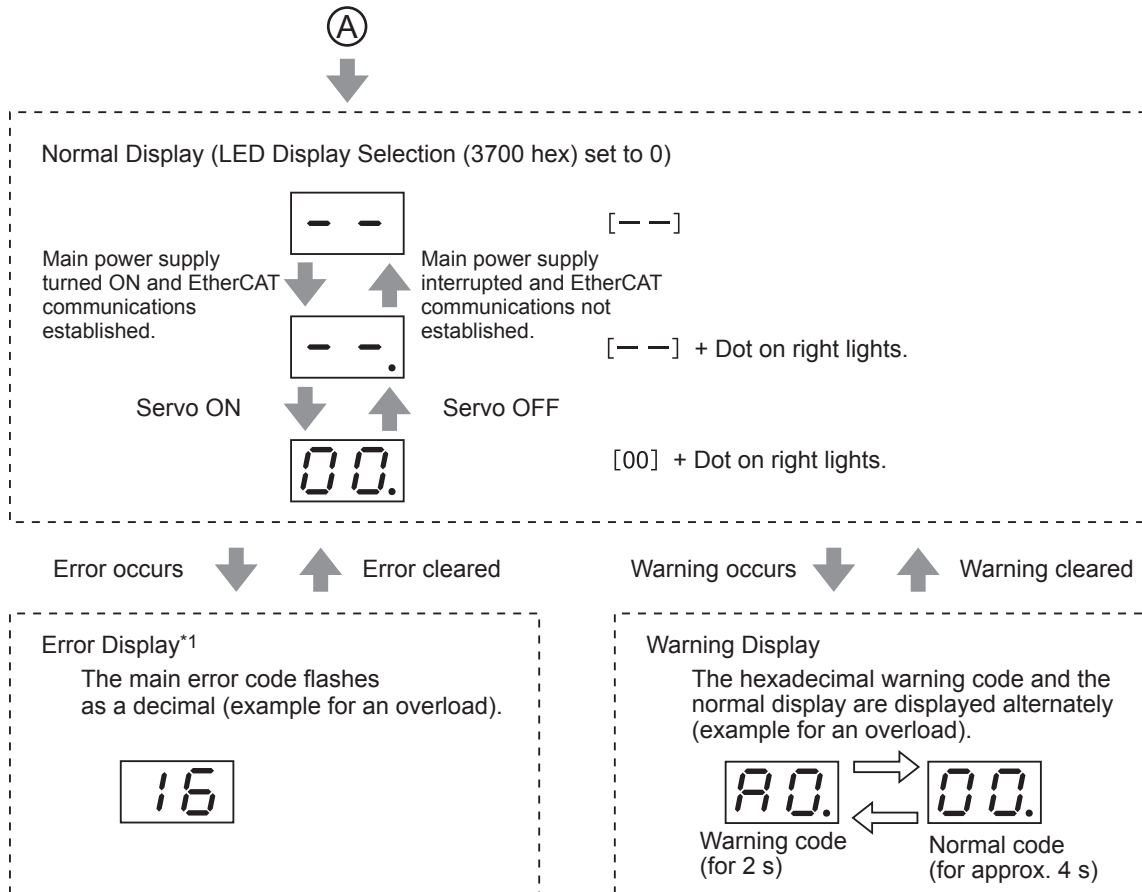 A
Normal Display (LED Display Selection (3700 hex) set to 0)
- -
[— —]
Main power supply
turned ON and EtherCAT
communications
established.
Main power supply
interrupted and EtherCAT
communications not
established.
- -.
[— —] + Dot on right lights.
Servo ON
Servo OFF
00.
[00] + Dot on right lights.
Error occurs
Error cleared
Warning occurs
Warning cleared
Error Display*1
The main error code flashes
as a decimal (example for an overload).
16
Warning Display
The hexadecimal warning code and the
normal display are displayed alternately
(example for an overload).
A0.
00.
Warning code
(for 2 s)
Normal code
(for approx. 4 s)